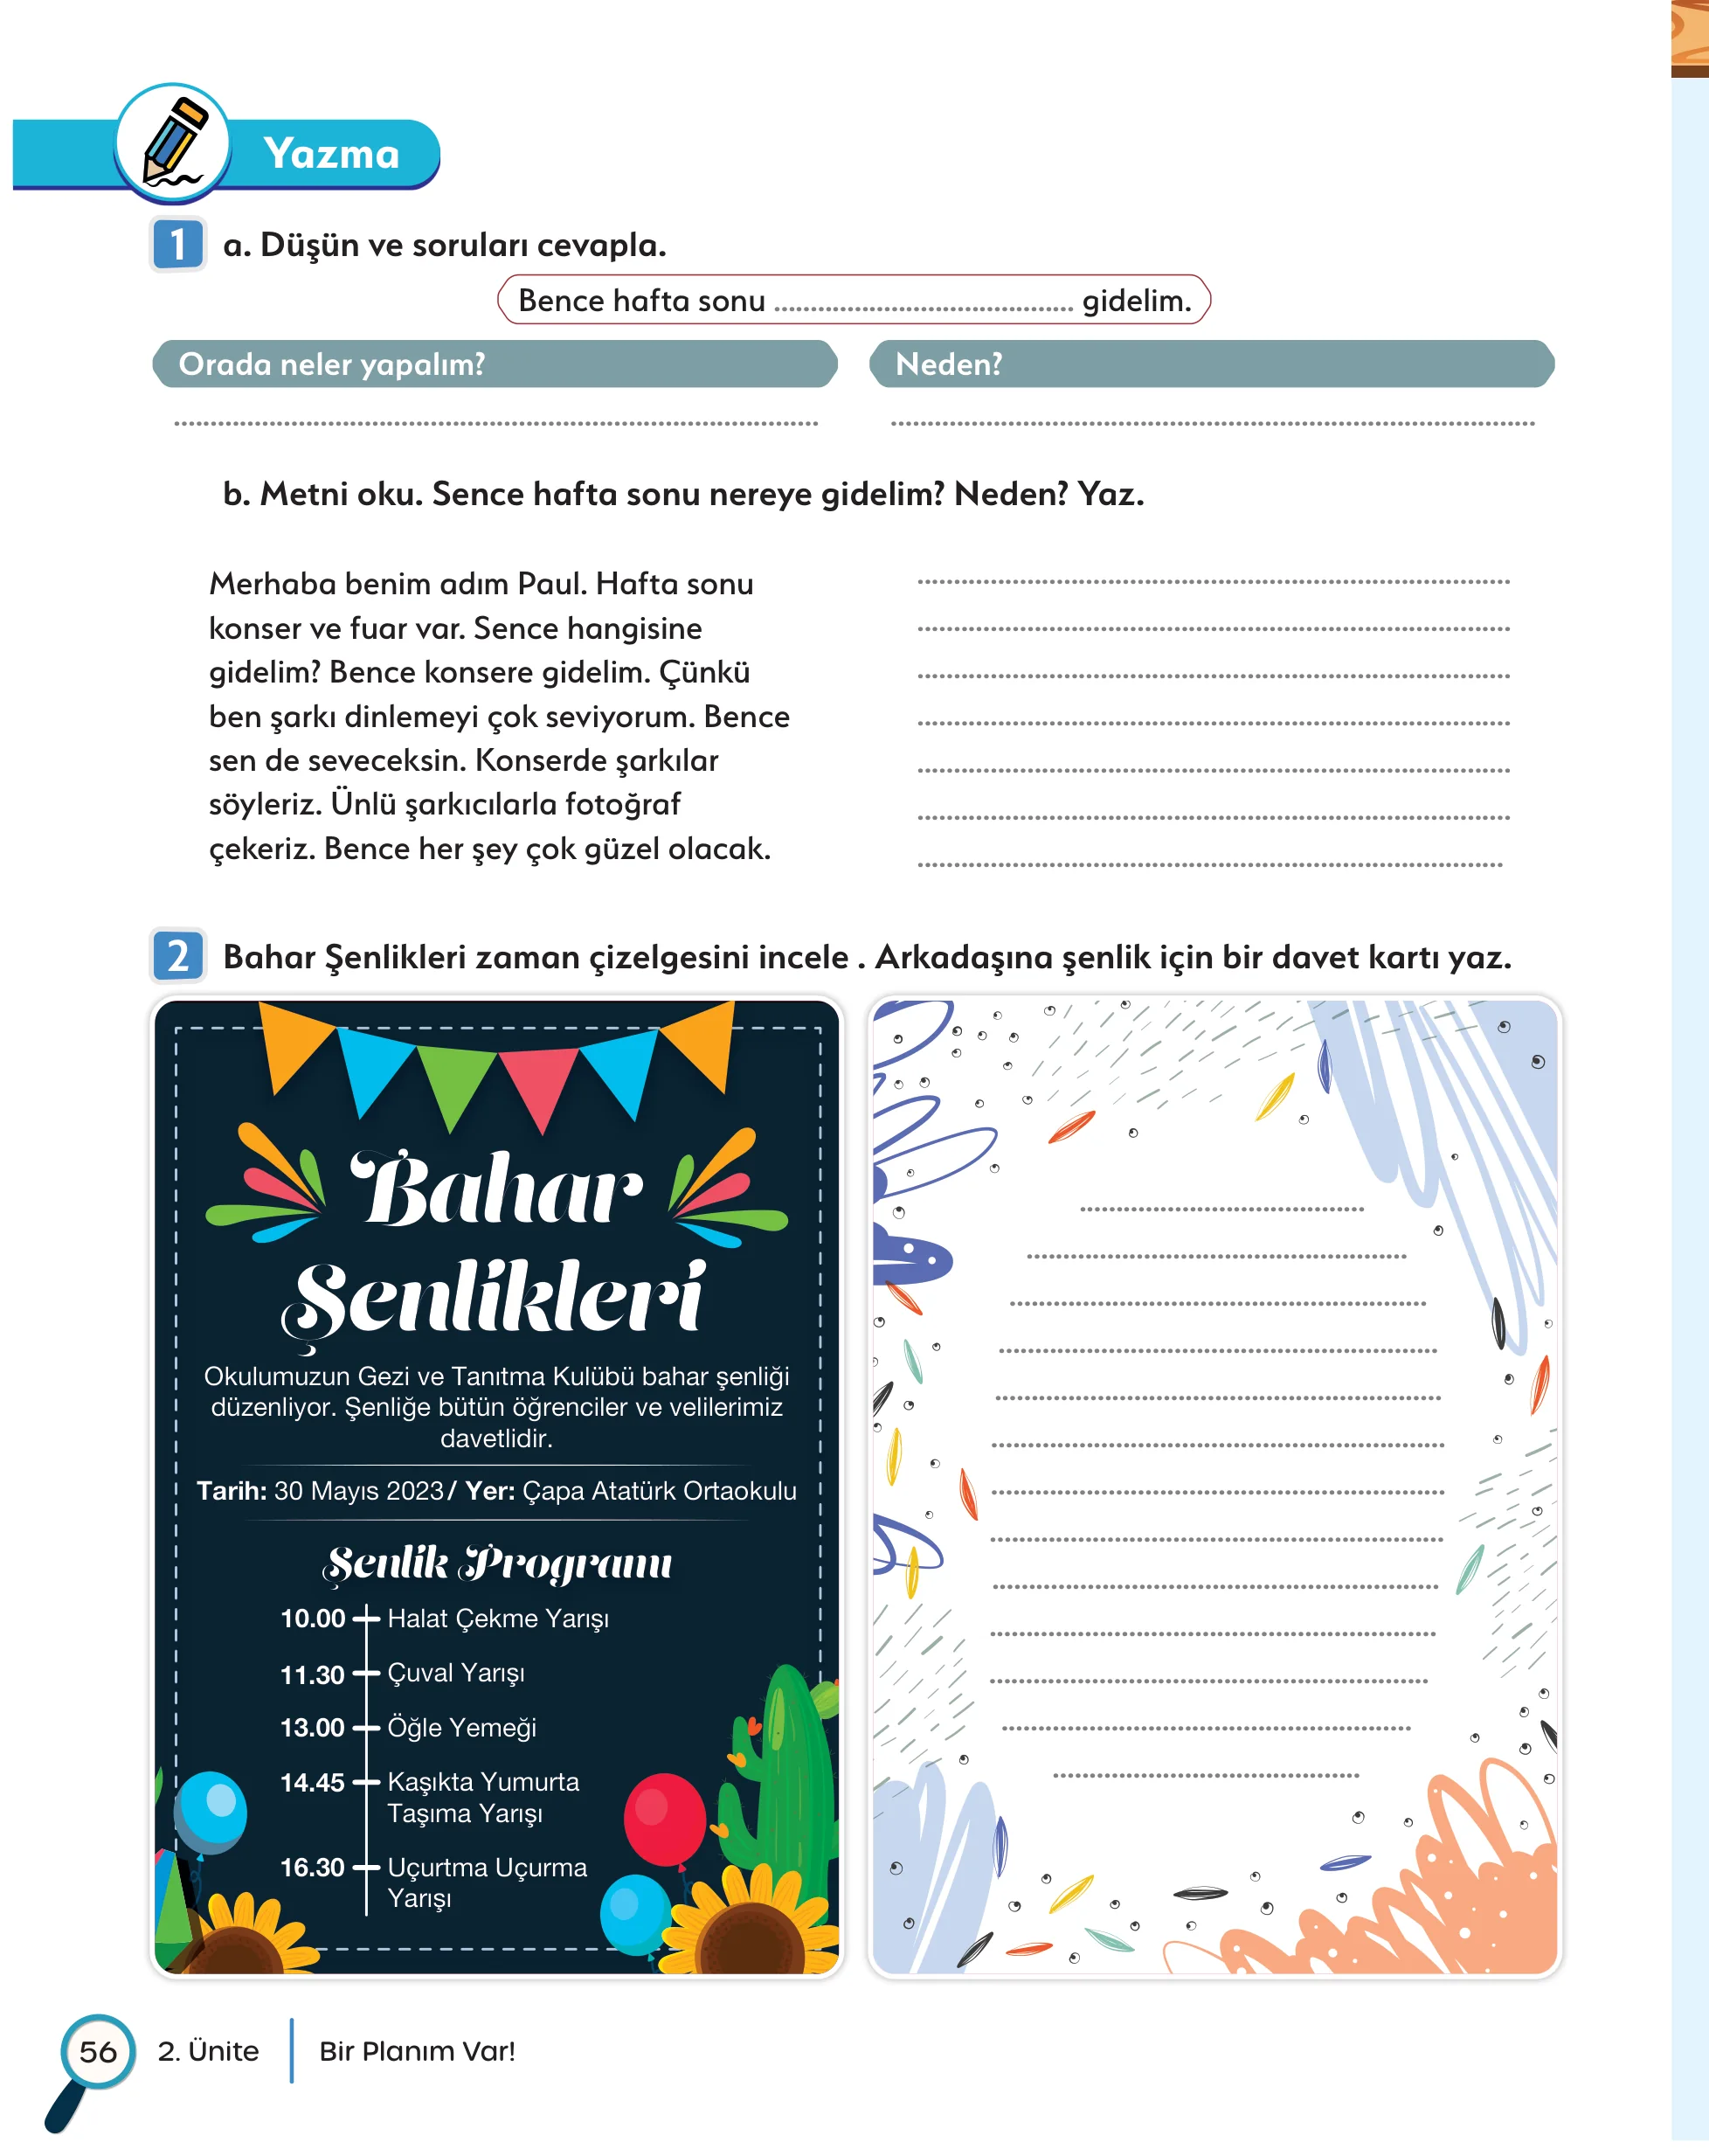 Yazma
1 a. Düşün ve soruları cevapla.
Bence hafta sonu ........................................ gidelim.
Orada neler yapalım?
Neden?
b. Metni oku. Sence hafta sonu nereye gidelim? Neden? Yaz.
Merhaba benim adım Paul. Hafta sonu
konser ve fuar var. Sence hangisine
gidelim? Bence konsere gidelim. Çünkü
ben şarkı dinlemeyi çok seviyorum. Bence
sen de seveceksin. Konserde şarkılar
söyleriz. Ünlü şarkıcılarla fotoğraf
çekeriz. Bence her şey çok güzel olacak.
2 Bahar Şenlikleri zaman çizelgesini incele . Arkadaşına şenlik için bir davet kartı yaz.
Bahar
Şenlikleri
Okulumuzun Gezi ve Tanıtma Kulübü bahar şenliği
düzenliyor. Şenliğe bütün öğrenciler ve velilerimiz
davetlidir.
Tarih: 30 Mayıs 2023/ Yer: Çapa Atatürk Ortaokulu
Şenlik Programı
10.00 Halat Çekme Yarışı
11.30 Çuval Yarışı
13.00 Öğle Yemeği
14.45 Kaşıkta Yumurta
Taşıma Yarışı
16.30 Uçurtma Uçurma
Yarışı
56 2. Ünite Bir Planım Var!